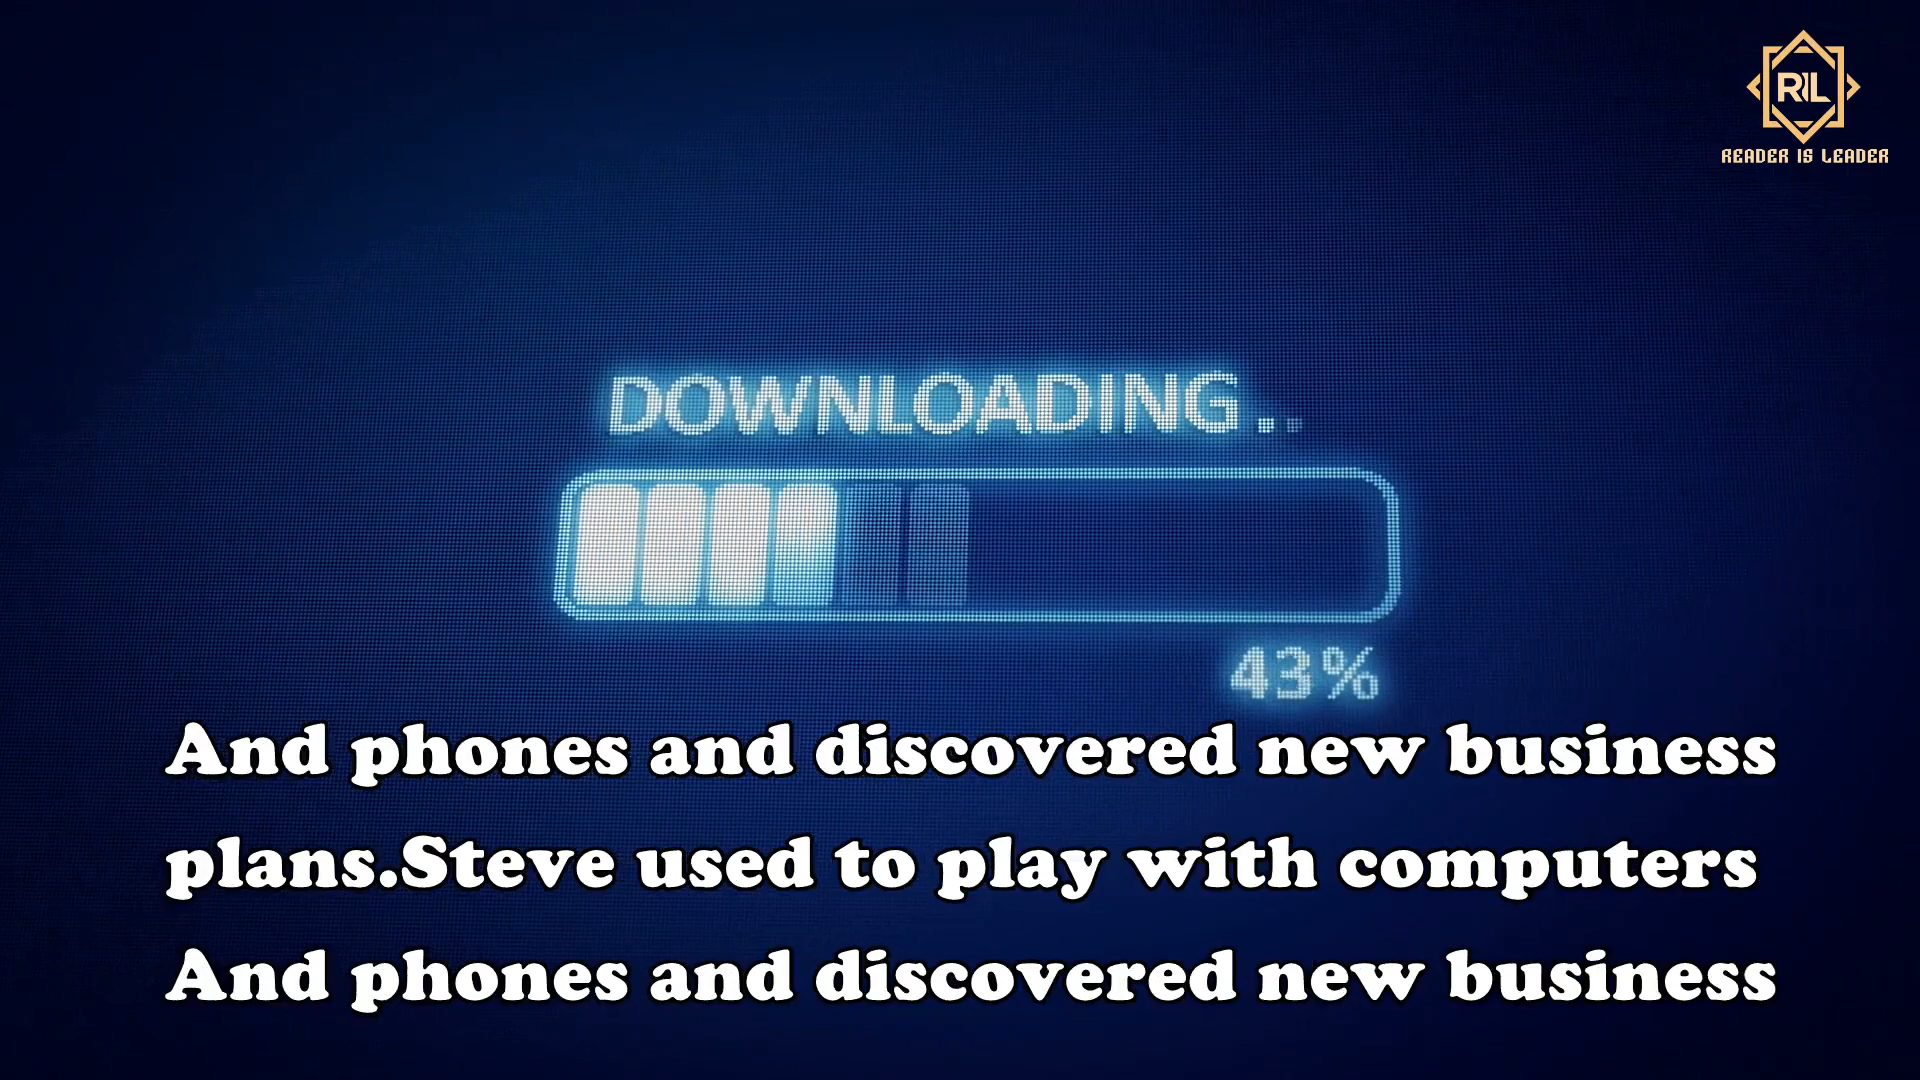 RL
READER IS LEADER
DOWNLOADING..
43%
And phones and discovered new business
plans.Steve used to play with computers
And phones and discovered new business